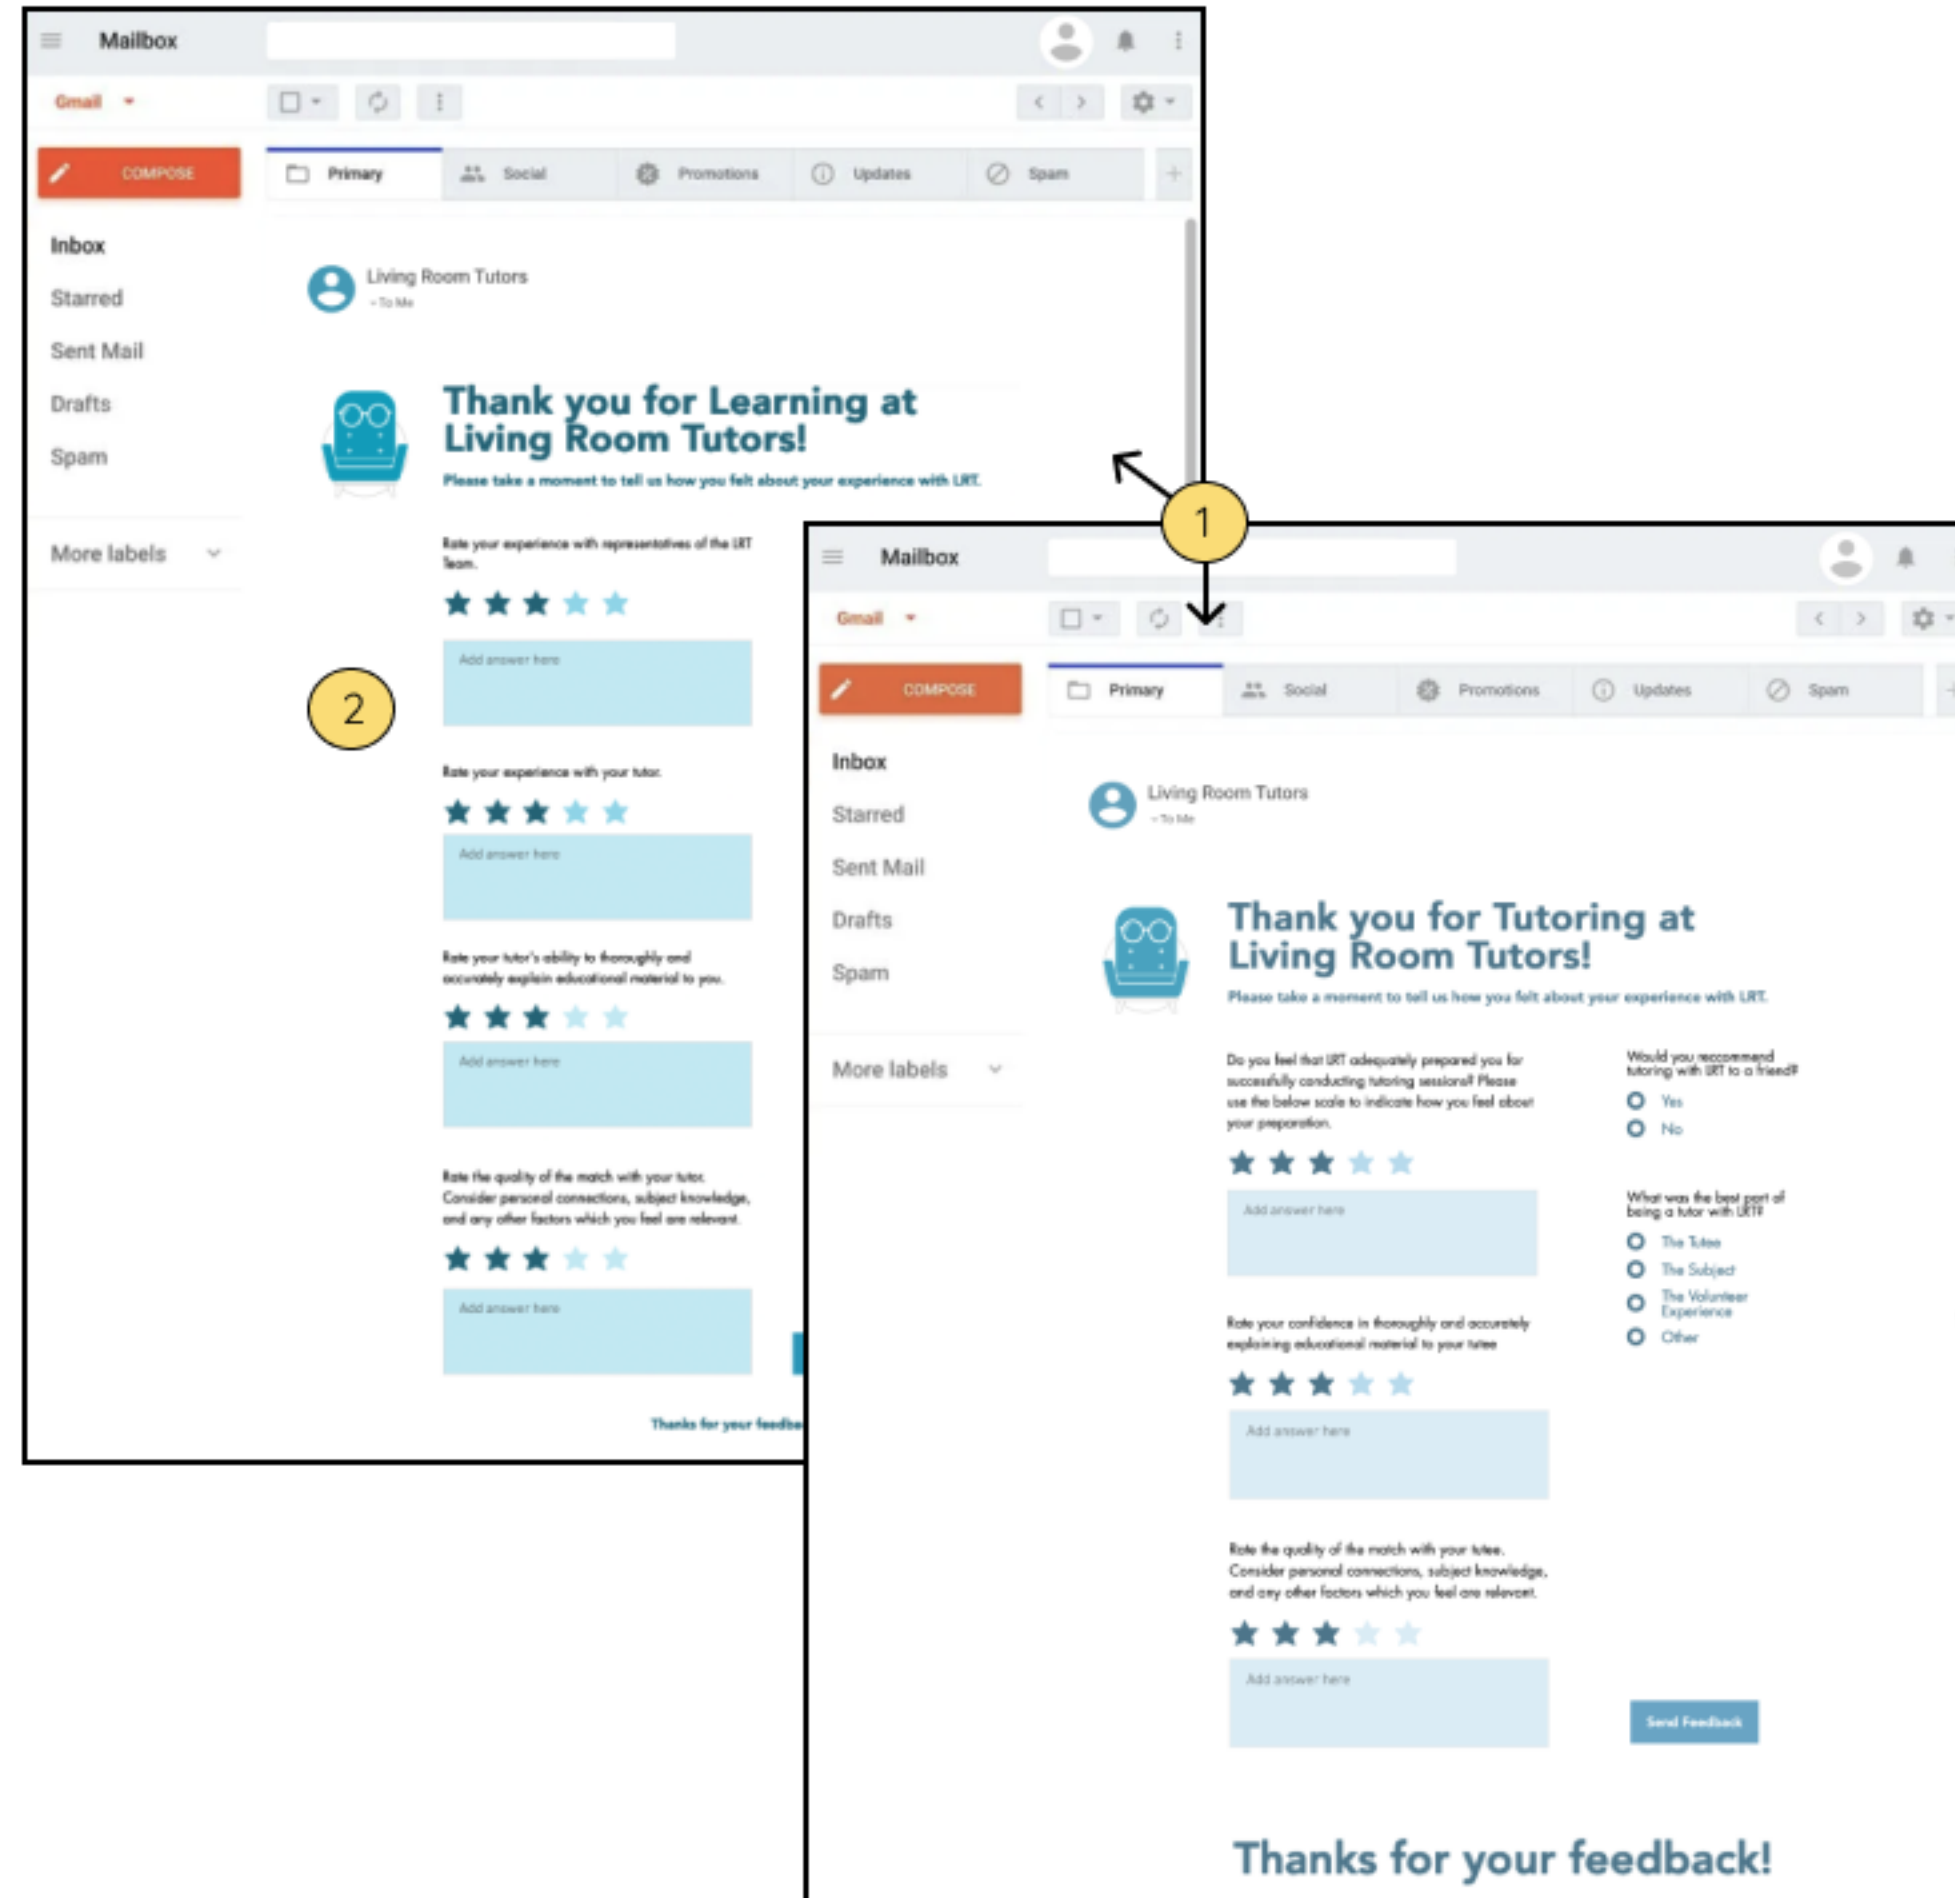 Mailbox
Gmail
COMPOSE
Primary
Social
Promotions
Updates
Spam
Inbox
Starred
Sent Mail
Drafts
Spam
More labels
Living Room Tutors
- To Me
Thank you for Learning at
Living Room Tutors!
Please take a moment to tell us how you felt about your experience with LRT.
Rate your experience with representatives of the LRT
Team.
Add answer here
Rate your experience with your tutor.
Add answer here
Rate your tutor's ability to thoroughly and
accurately explain educational material to you.
Add answer here
Rate the quality of the match with your tutor.
Consider personal connections, subject knowledge,
and any other factors which you feel are relevant.
Add answer here
Thanks for your feedba
1
2
Mailbox
Gmail
COMPOSE
Primary
Social
Promotions
Updates
Spam
Inbox
Starred
Sent Mail
Drafts
Spam
More labels
Living Room Tutors
- To Me
Thank you for Tutoring at
Living Room Tutors!
Please take a moment to tell us how you felt about your experience with LRT.
Do you feel that LRT adequately prepared you for
successfully conducting tutoring sessions? Please
use the below scale to indicate how you feel about
your preparation.
Add answer here
Rate your confidence in thoroughly and accurately
explaining educational material to your tutee
Add answer here
Rate the quality of the match with your tutee.
Consider personal connections, subject knowledge,
and any other factors which you feel are relevant.
Add answer here
Would you reccommend
tutoring with LRT to a friend?
Yes
No
What was the best part of
being a tutor with LRT?
The Tutee
The Subject
The Volunteer
Experience
Other
Send Feedback
Thanks for your feedback!